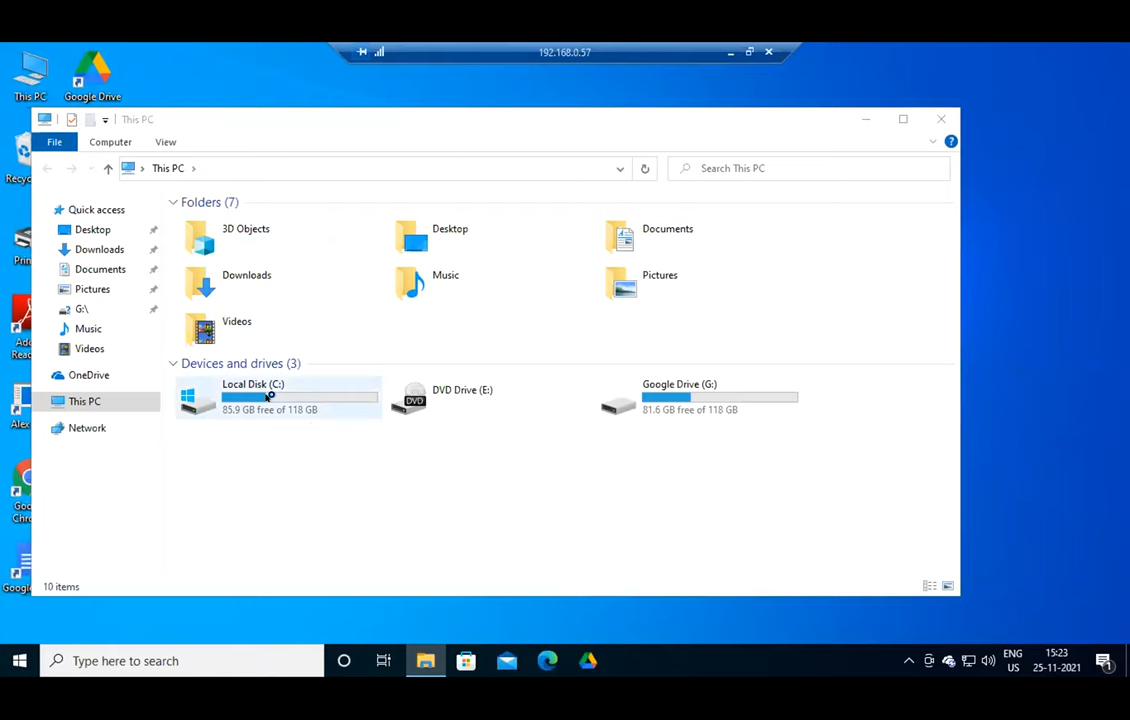 192.168.0.57
This PC
Google Drive
This PC
File
Computer
View
This PC
Search This PC
Quick access
Desktop
Downloads
Documents
Pictures
G:\
Music
Videos
OneDrive
This PC
Network
Folders (7)
3D Objects
Desktop
Documents
Downloads
Music
Pictures
Videos
Devices and drives (3)
Local Disk (C:)
85.9 GB free of 118 GB
DVD Drive (E:)
DVD
Google Drive (G:)
81.6 GB free of 118 GB
10 items
Type here to search
ENG
US
15:23
25-11-2021
1